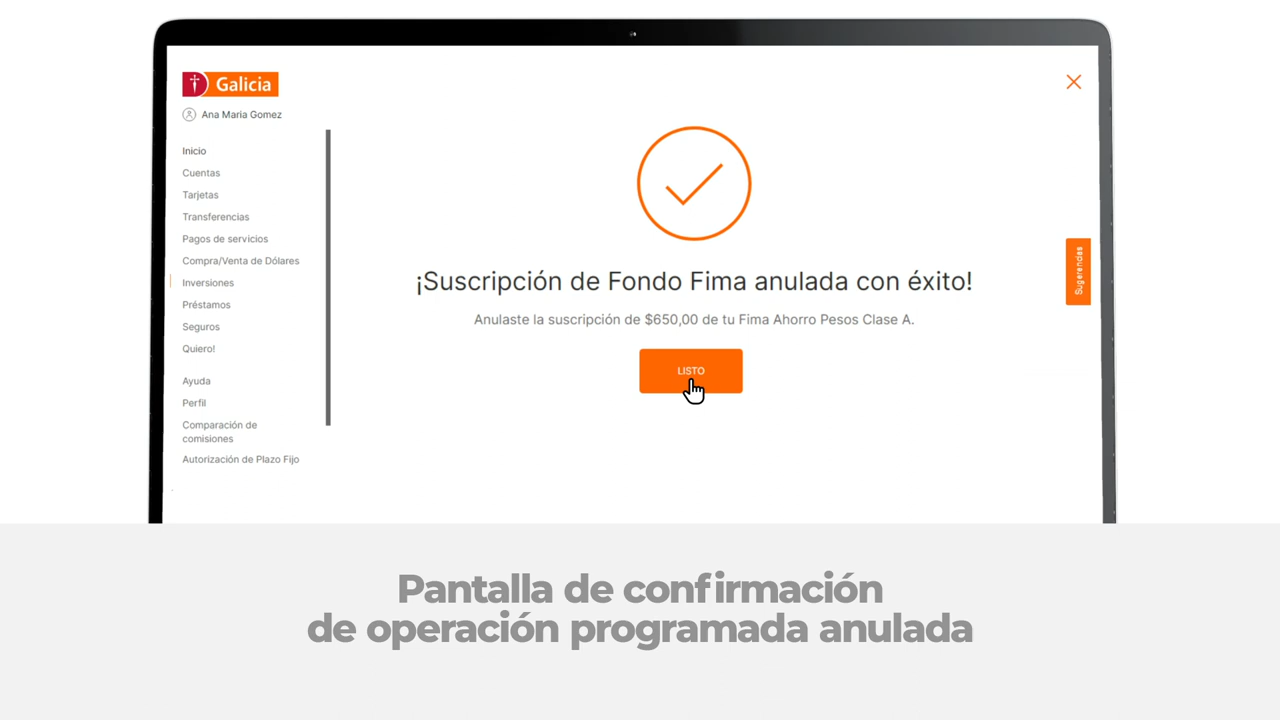 Galicia
Ana Maria Gomez
Inicio
Cuentas
Tarjetas
Transferencias
Pagos de servicios
Compra/Venta de Dólares
Inversiones
Préstamos
Seguros
Quiero!
Ayuda
Perfil
Comparación de
comisiones
Autorización de Plazo Fijo
¡Suscripción de Fondo Fima anulada con éxito!
Anulaste la suscripción de $650,00 de tu Fima Ahorro Pesos Clase A.
LISTO
Sugerencias
Pantalla de confirmación
de operación programada anulada